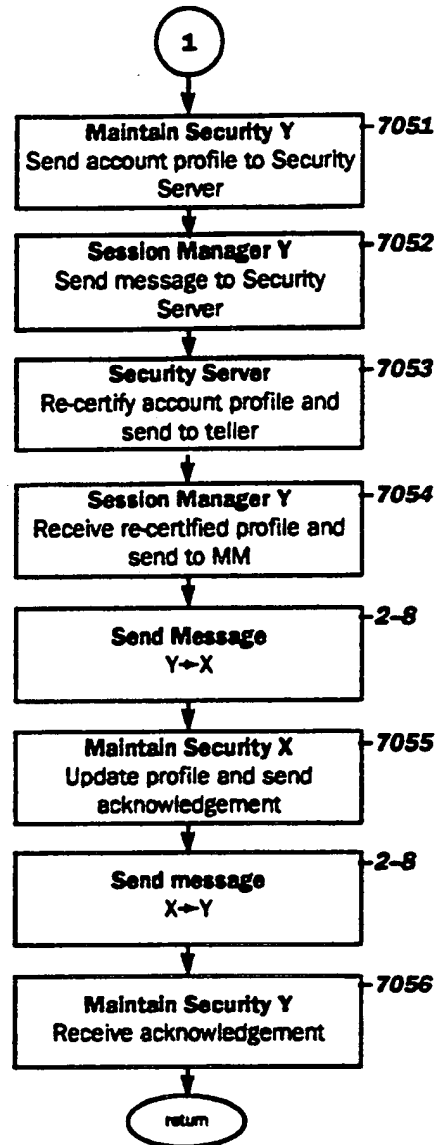 1
Maintain Security Y
7051
Send account profile to Security
Server
Session Manager Y
7052
Send message to Security
Server
Security Server
7053
Re-certify account profile and
send to teller
Session Manager Y
7054
Receive re-certified profile and
send to MM
2-8
Send Message
Y→X
Maintain Security X
7055
Update profile and send
acknowledgement
2-8
Send message
X→Y
Maintain Security Y
7056
Receive acknowledgement
return